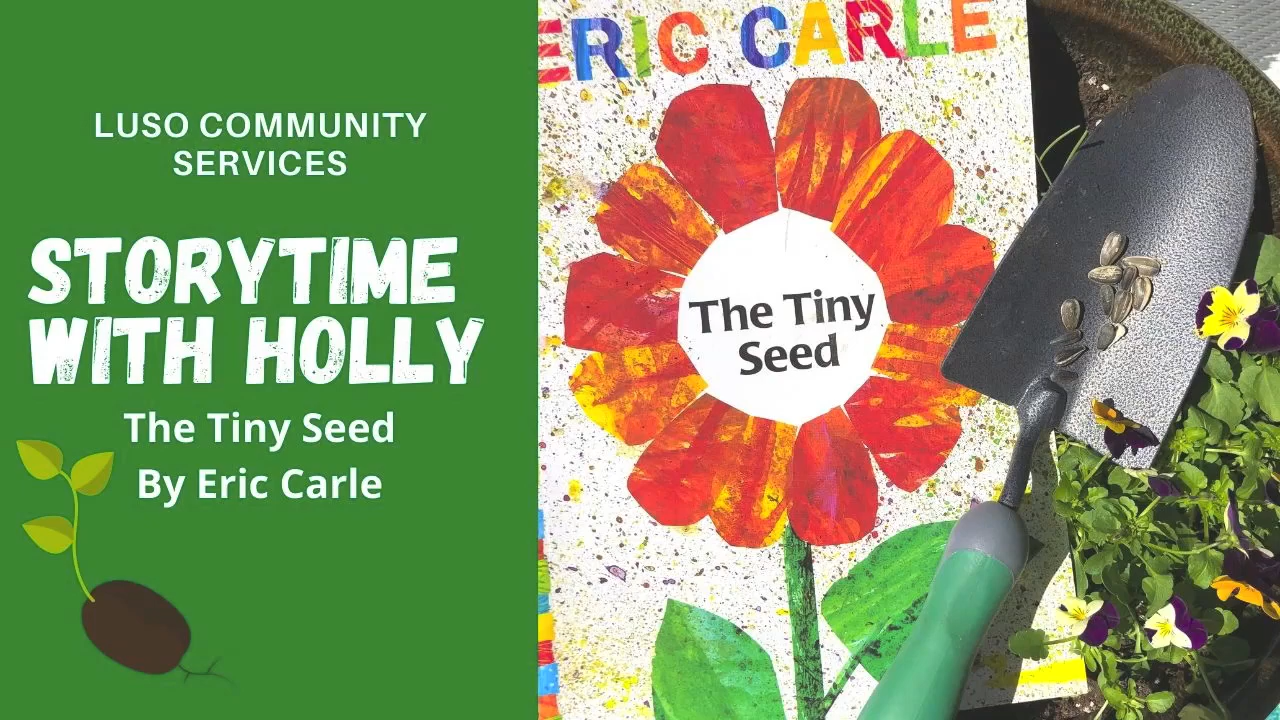 LUSO COMMUNITY
SERVICES
STORYTIME
WITH HOLLY
The Tiny Seed
By Eric Carle
ERIC CARLE
The Tiny
Seed